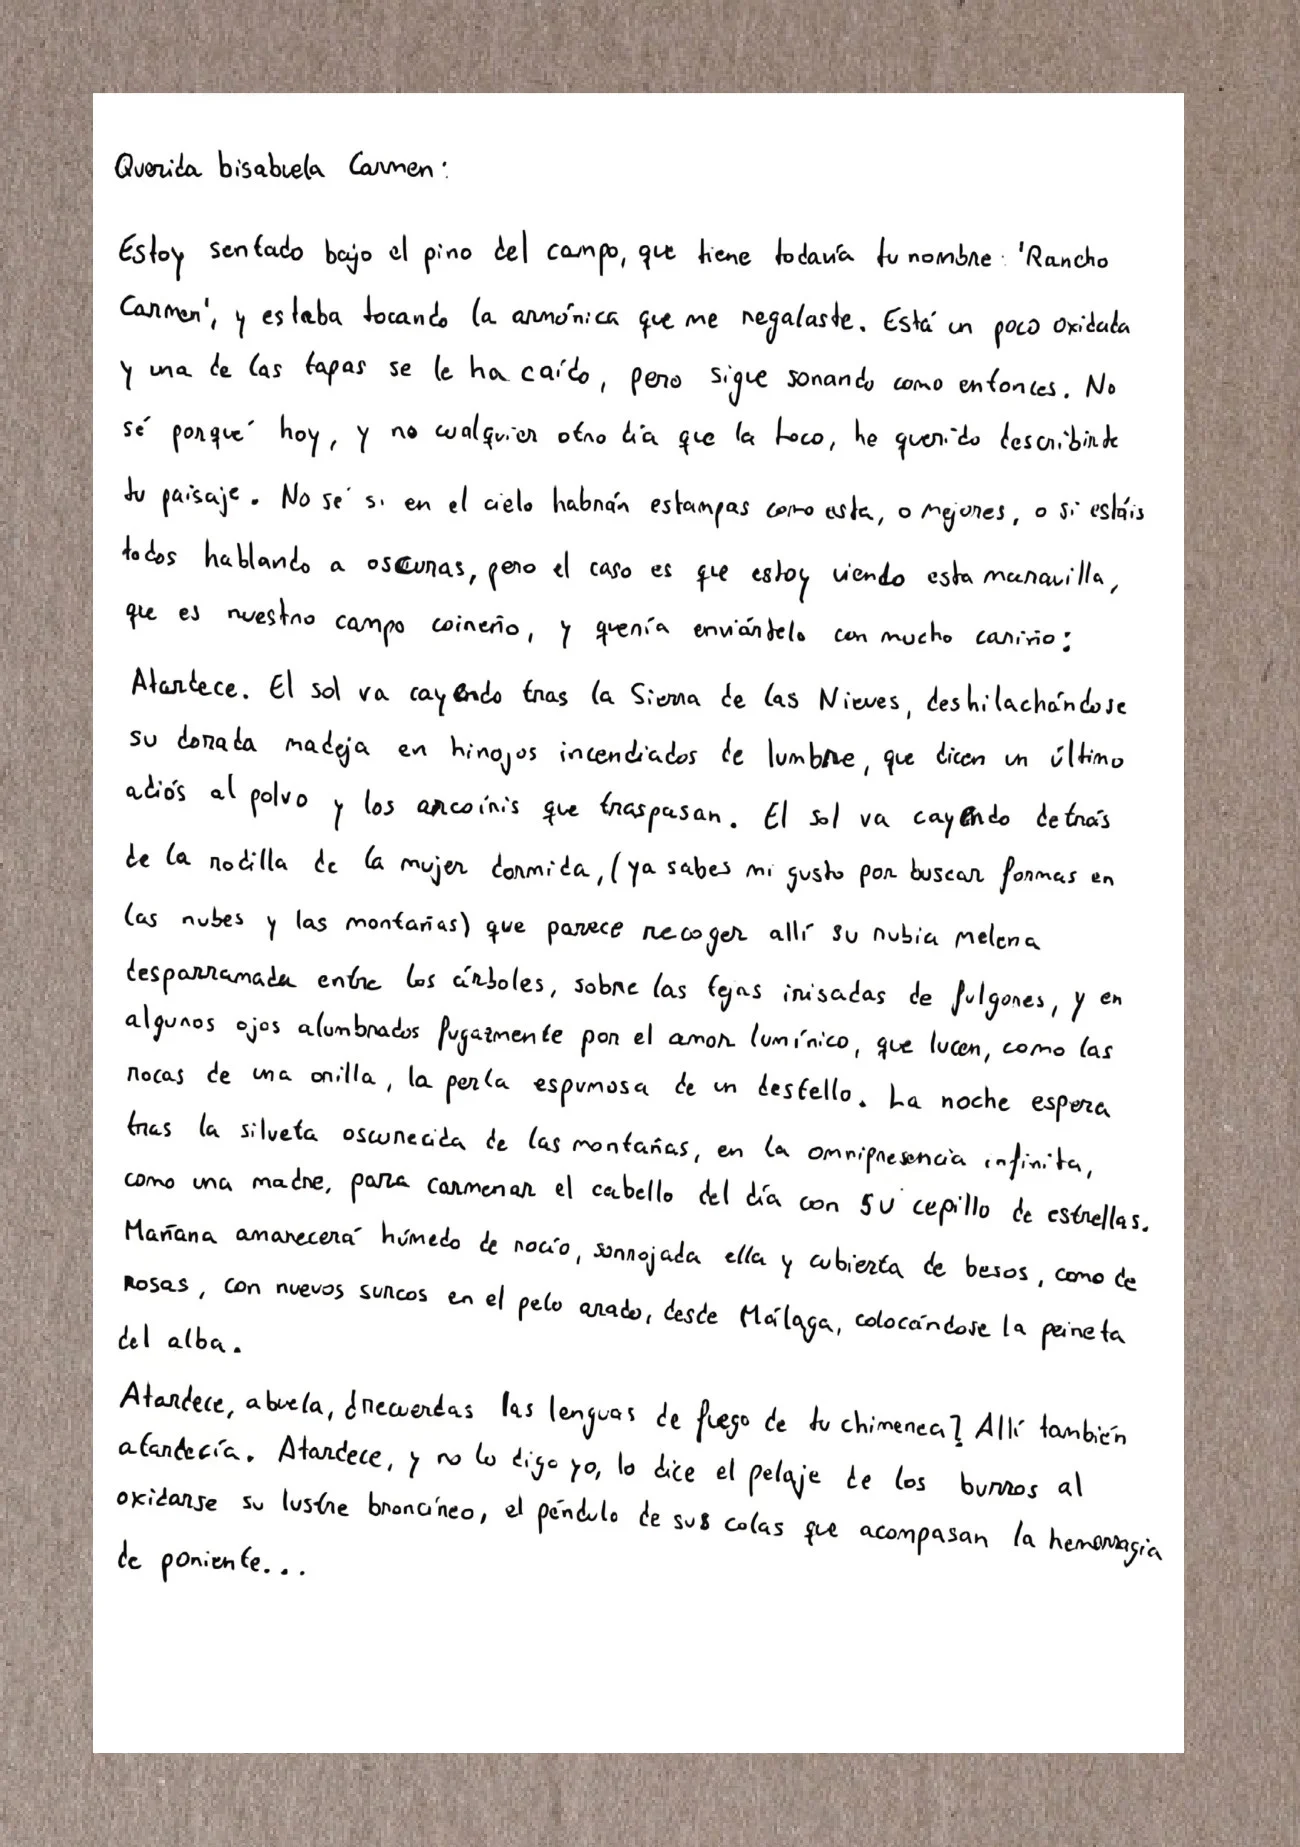 Querida bisabuela Carmen:
Estoy sentado bajo el pino del campo, que tiene todavía tu nombre: 'Rancho
Carmen', y estaba tocando la armónica que me regalaste. Está un poco oxidada
y una de las tapas se le ha caído, pero sigue sonando como entonces. No
sé porqué hoy, y no cualquier otro día que la toco, he querido describirte
tu paisaje. No sé si en el cielo habrán estampas como esta, o mejores, o si estáis
todos hablando a oscuras, pero el caso es que estoy viendo esta maravilla,
que es nuestro campo coineño, y quería enviártelo con mucho cariño:
Atardece. El sol va cayendo tras la Sierra de las Nieves, deshilachándose
su dorada madeja en hinojos incendiados de lumbre, que dicen un último
adiós al polvo y los arcoíris que traspasan. El sol va cayendo detrás
de la rodilla de la mujer dormida, (ya sabes mi gusto por buscar formas en
las nubes y las montañas) que parece recoger allí su rubia melena
desparramada entre los árboles, sobre las tejas irisadas de fulgores, y en
algunos ojos alumbrados fugazmente por el amor lumínico, que lucen, como las
rocas de una orilla, la perla espumosa de un destello. La noche espera
tras la silueta oscurecida de las montañas, en la omnipresencia infinita,
como una madre, para carmenar el cabello del día con su cepillo de estrellas.
Mañana amanecerá húmedo de rocío, sonrojada ella y cubierta de besos, como de
rosas, con nuevos surcos en el pelo arado, desde Málaga, colocándose la peineta
del alba.
Atardece, abuela, ¿recuerdas las lenguas de fuego de tu chimenea? Allí también
atardecía. Atardece, y no lo digo yo, lo dice el pelaje de los burros al
oxidarse su lustre broncíneo, el péndulo de sus colas que acompasan la hemorragia
de poniente...